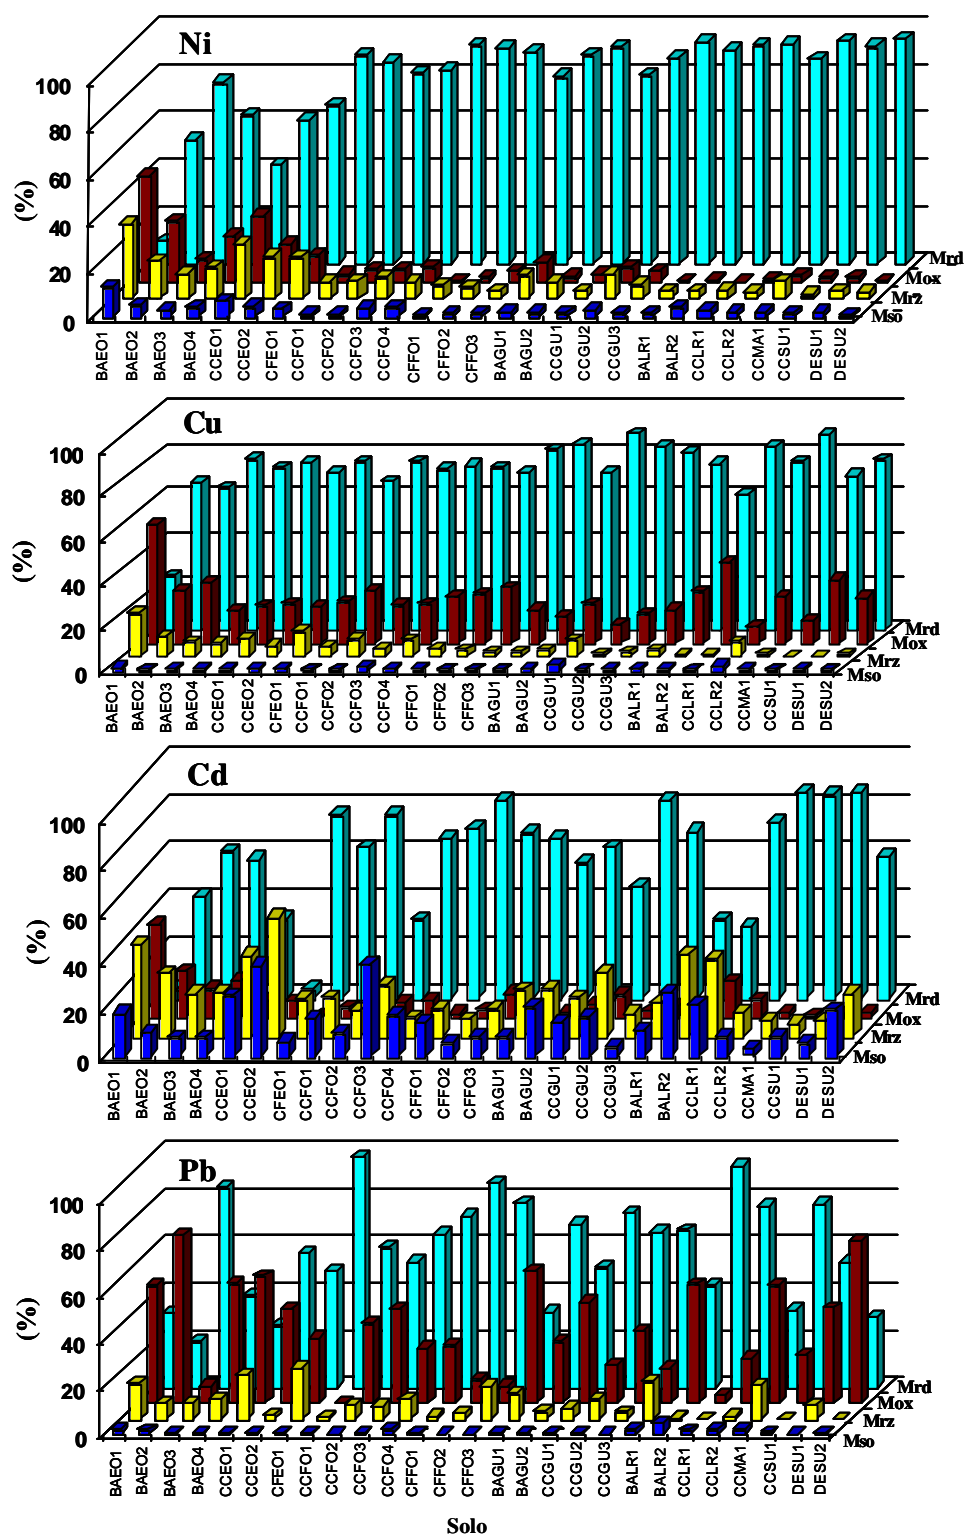 Ni
(%)
100
80
60
40
20
0
Mrd
Mox
Mrz
Mso
BAEO1 BAEO2 BAEO3 BAEO4 CCEO1 CCEO2 CFEO1 CCFO1 CCFO2 CCFO3 CCFO4 CFFO1 CFFO2 CFFO3 BAGU1 BAGU2 CCGU1 CCGU2 CCGU3 BALR1 BALR2 CCLR1 CCLR2 CCMA1 CCSU1 DESU1 DESU2
Cu
(%)
100
80
60
40
20
0
Mrd
Mox
Mrz
Mso
BAEO1 BAEO2 BAEO3 BAEO4 CCEO1 CCEO2 CFEO1 CCFO1 CCFO2 CCFO3 CCFO4 CFFO1 CFFO2 CFFO3 BAGU1 BAGU2 CCGU1 CCGU2 CCGU3 BALR1 BALR2 CCLR1 CCLR2 CCMA1 CCSU1 DESU1 DESU2
Cd
(%)
100
80
60
40
20
0
Mrd
Mox
Mrz
Mso
BAEO1 BAEO2 BAEO3 BAEO4 CCEO1 CCEO2 CFEO1 CCFO1 CCFO2 CCFO3 CCFO4 CFFO1 CFFO2 CFFO3 BAGU1 BAGU2 CCGU1 CCGU2 CCGU3 BALR1 BALR2 CCLR1 CCLR2 CCMA1 CCSU1 DESU1 DESU2
Pb
(%)
100
80
60
40
20
0
Mrd
Mox
Mrz
Mso
BAEO1 BAEO2 BAEO3 BAEO4 CCEO1 CCEO2 CFEO1 CCFO1 CCFO2 CCFO3 CCFO4 CFFO1 CFFO2 CFFO3 BAGU1 BAGU2 CCGU1 CCGU2 CCGU3 BALR1 BALR2 CCLR1 CCLR2 CCMA1 CCSU1 DESU1 DESU2
Solo